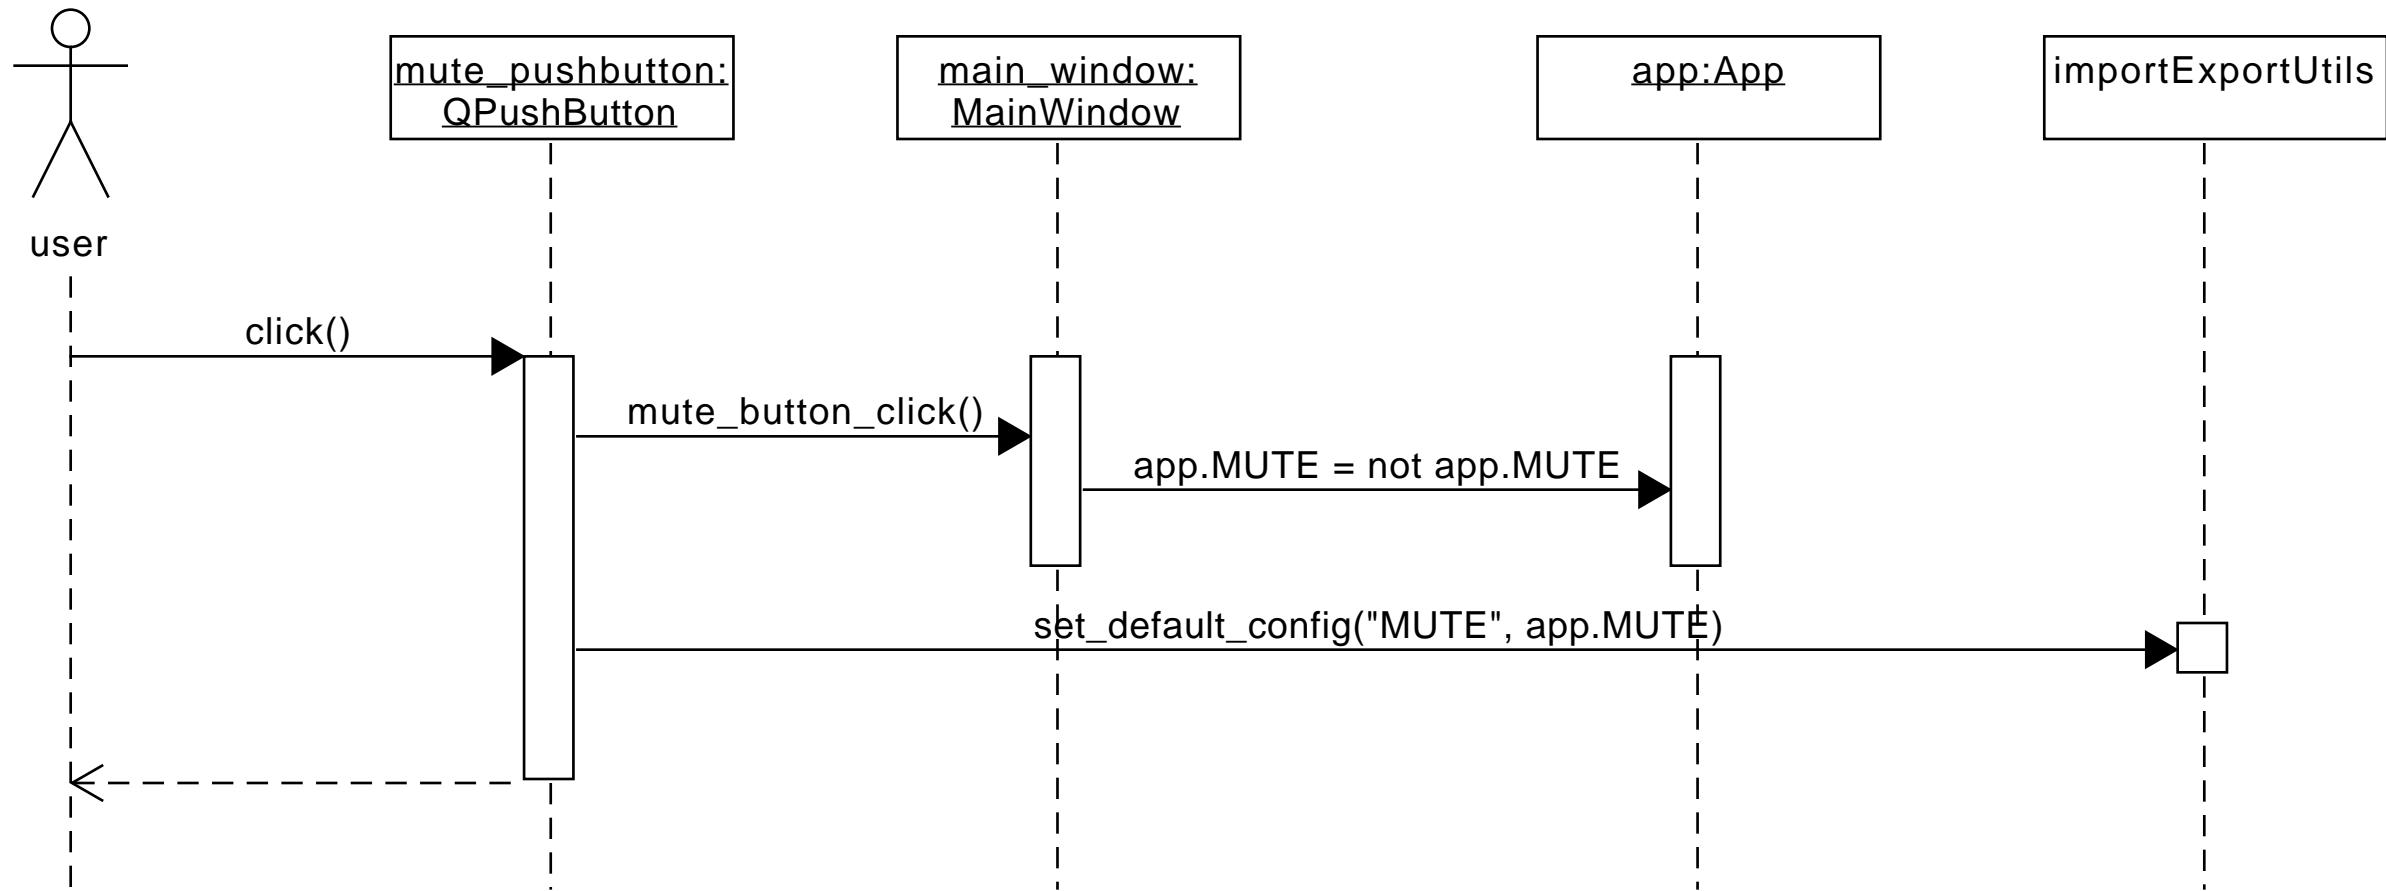 mute_pushbutton:
QPushButton
main_window:
MainWindow
app:App
importExportUtils
user
click()
mute_button_click()
app.MUTE = not app.MUTE
set_default_config("MUTE", app.MUTE)